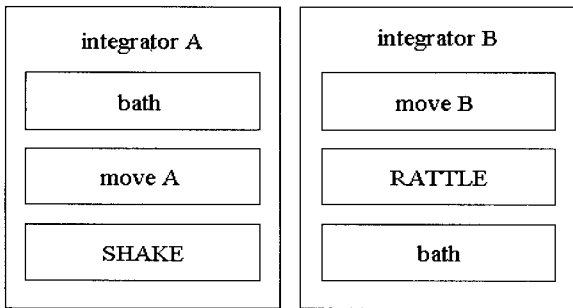 integrator A
bath
move A
SHAKE
integrator B
move B
RATTLE
bath